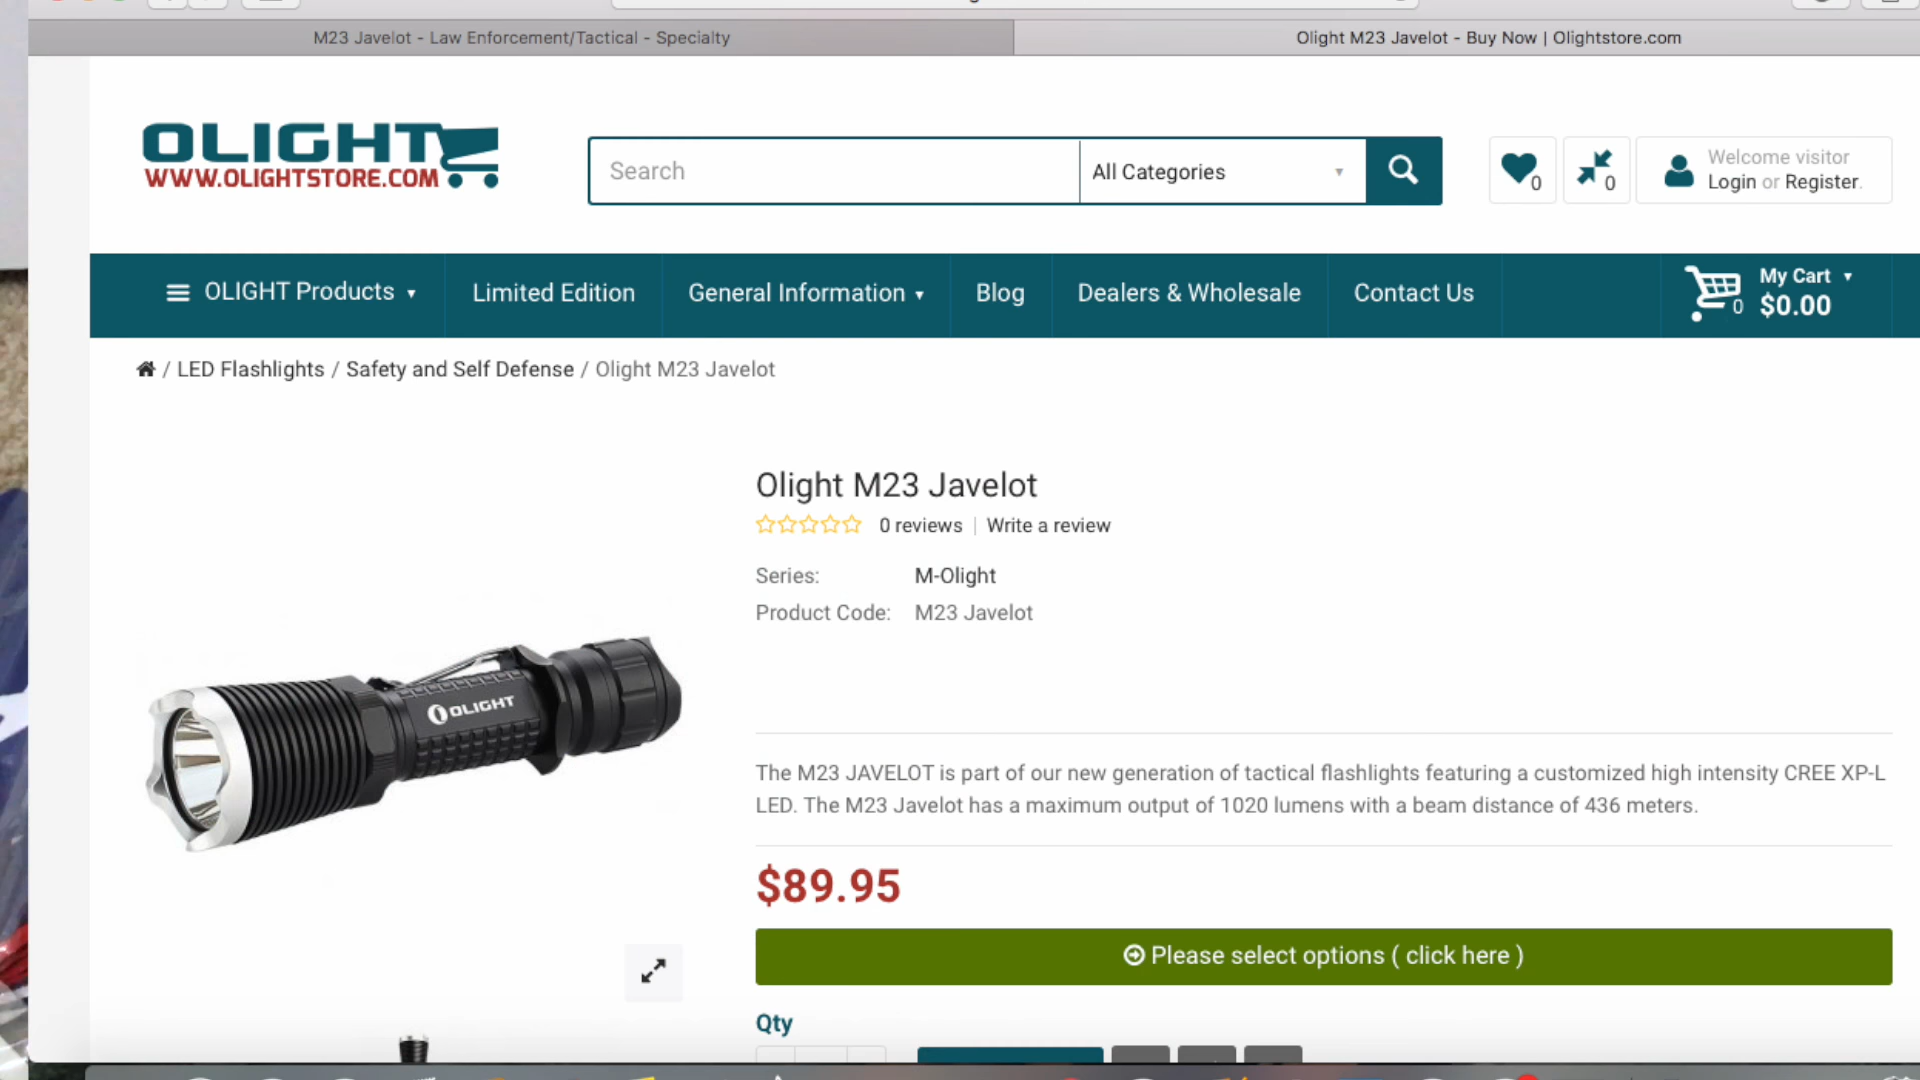 M23 Javelot - Law Enforcement/Tactical - Specialty
Olight M23 Javelot - Buy Now | Olightstore.com
OLIGHT
WWW.OLIGHTSTORE.COM
Search
All Categories
0
0
Welcome visitor
Login or Register.
OLIGHT Products
Limited Edition
General Information
Blog
Dealers & Wholesale
Contact Us
0
My Cart
$0.00
/ LED Flashlights / Safety and Self Defense / Olight M23 Javelot
Olight M23 Javelot
0 reviews | Write a review
Series: M-Olight
Product Code: M23 Javelot
OLIGHT
The M23 JAVELOT is part of our new generation of tactical flashlights featuring a customized high intensity CREE XP-L
LED. The M23 Javelot has a maximum output of 1020 lumens with a beam distance of 436 meters.
$89.95
Please select options ( click here )
Qty